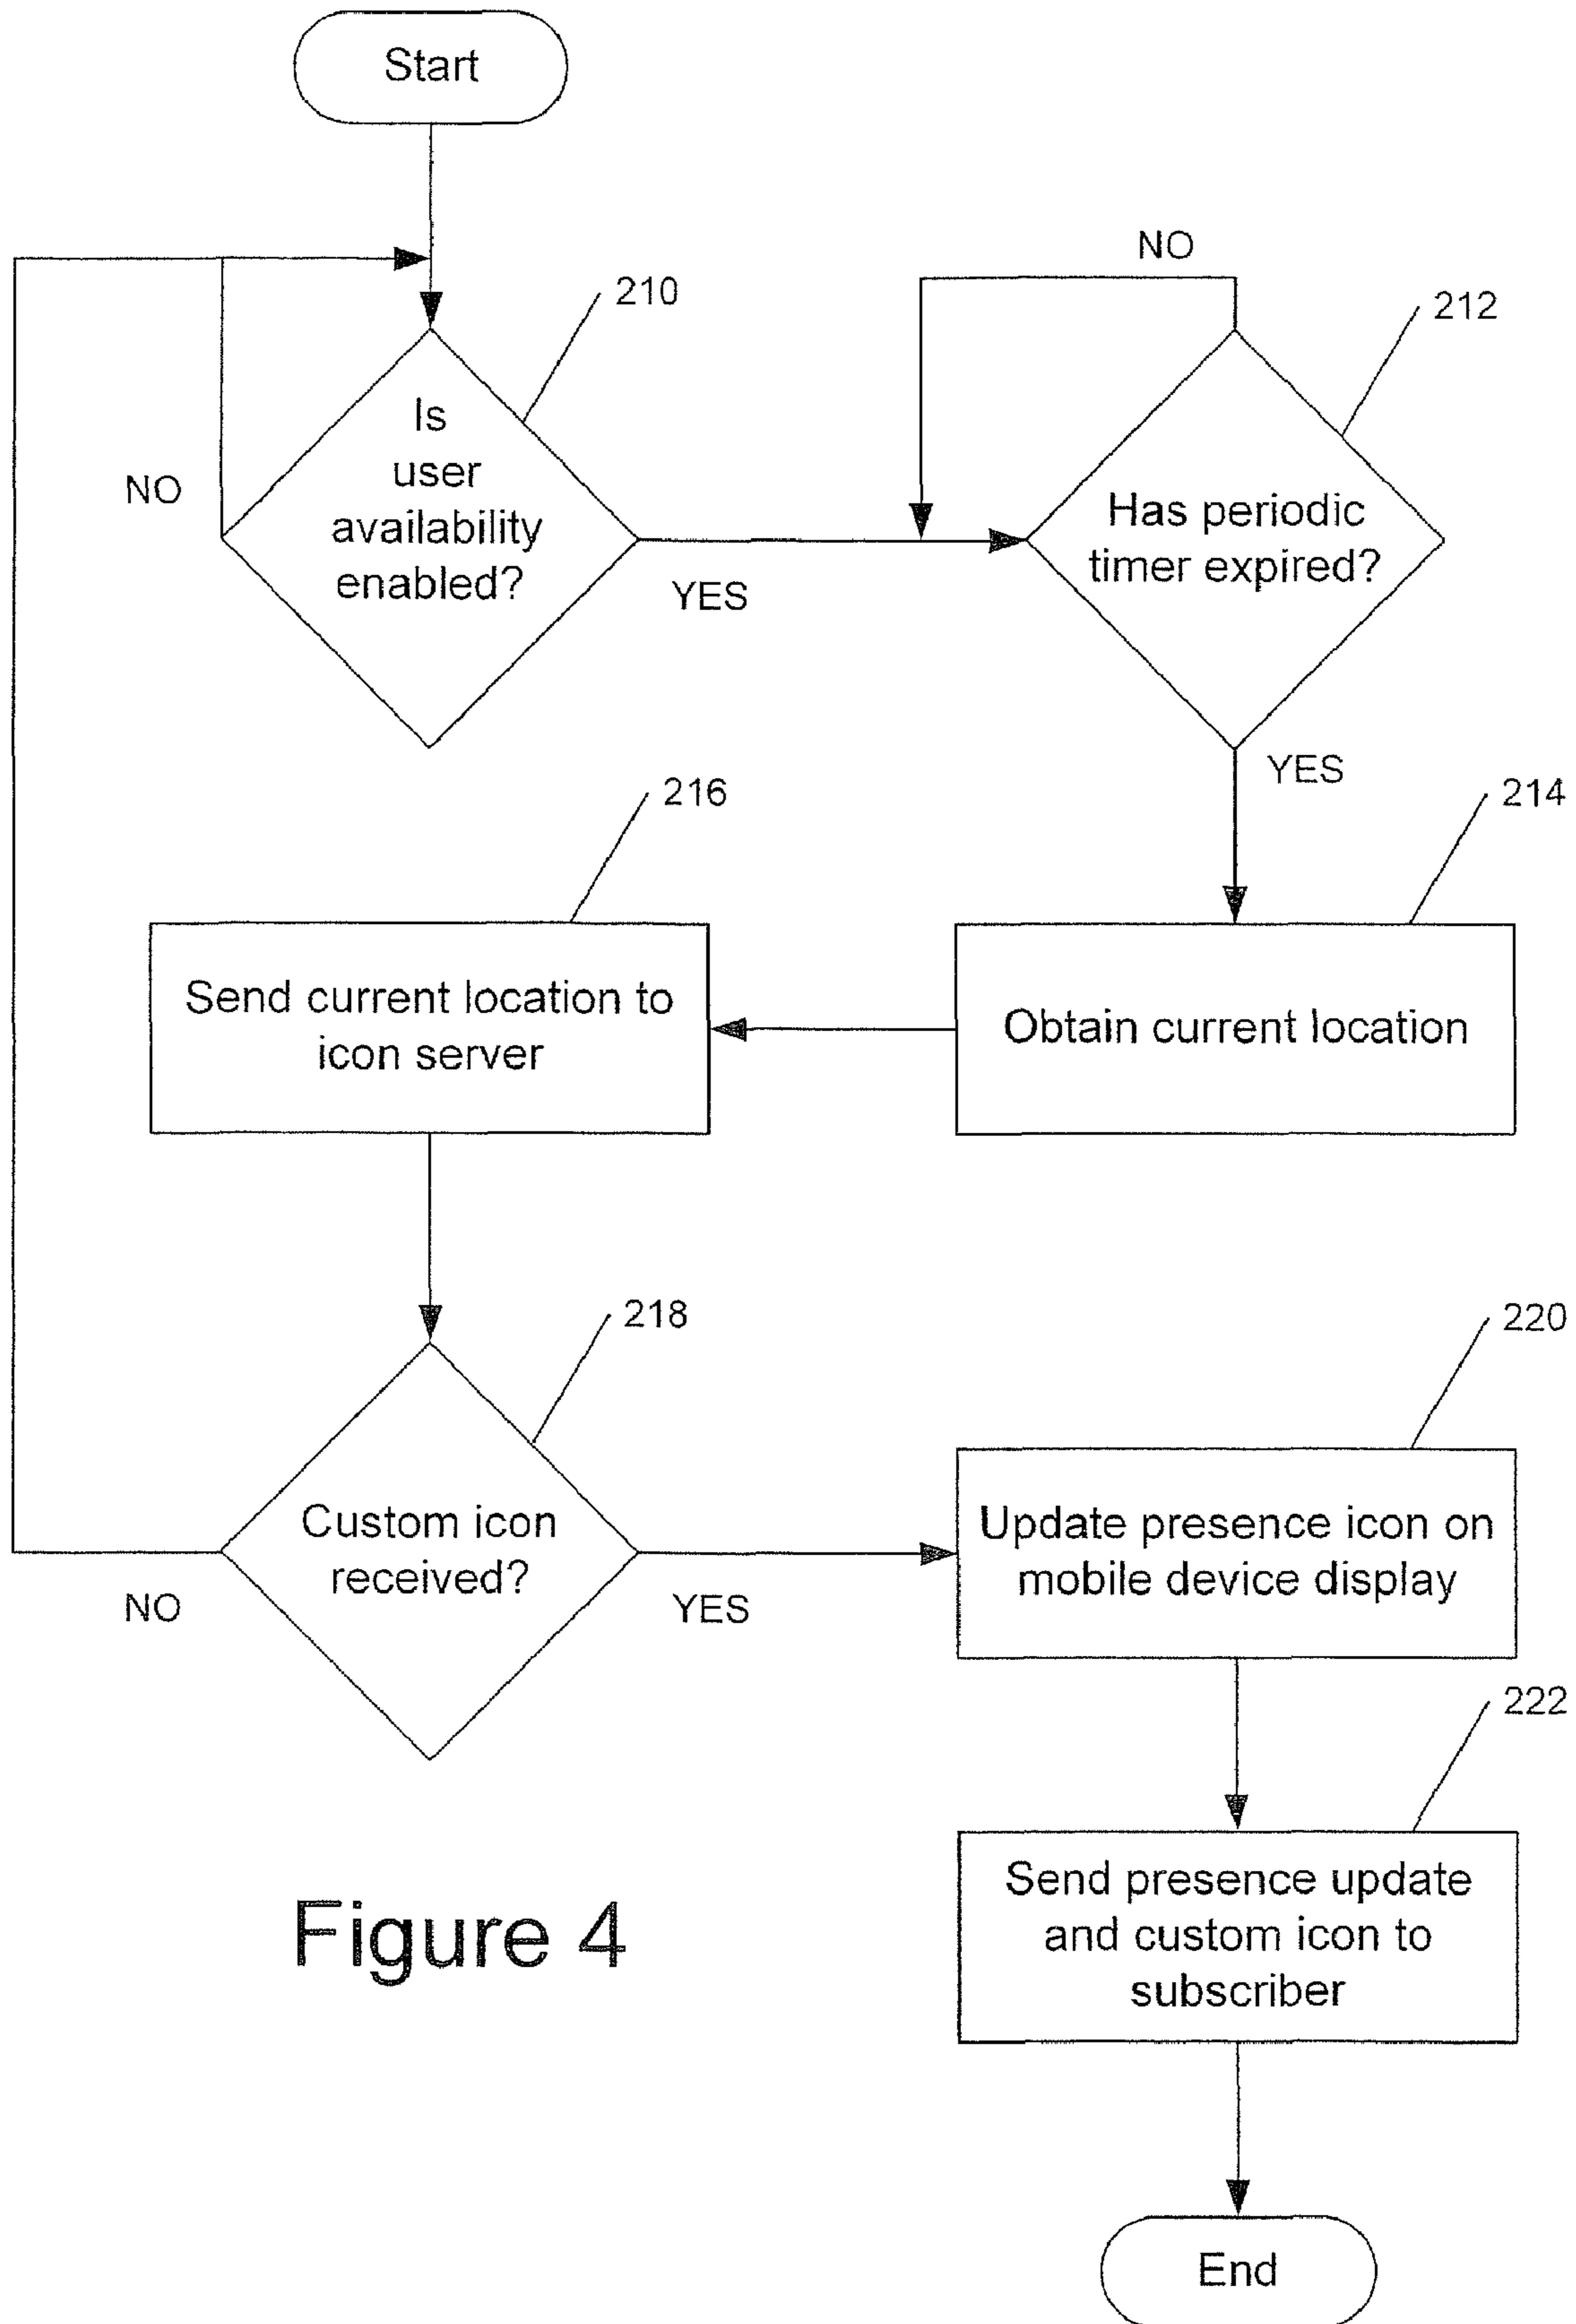 Start
210
Is
user
availability
enabled?
NO
YES
NO
212
Has periodic
timer expired?
YES
214
Obtain current location
216
Send current location to
icon server
218
Custom icon
received?
NO
YES
220
Update presence icon on
mobile device display
222
Send presence update
and custom icon to
subscriber
End
Figure 4